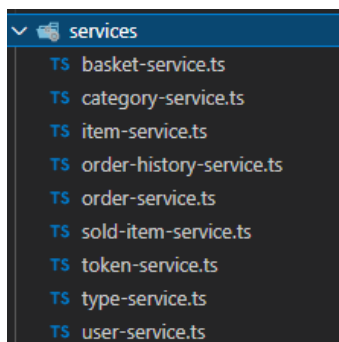 services
TS basket-service.ts
TS category-service.ts
TS item-service.ts
TS order-history-service.ts
TS order-service.ts
TS sold-item-service.ts
TS token-service.ts
TS type-service.ts
TS user-service.ts